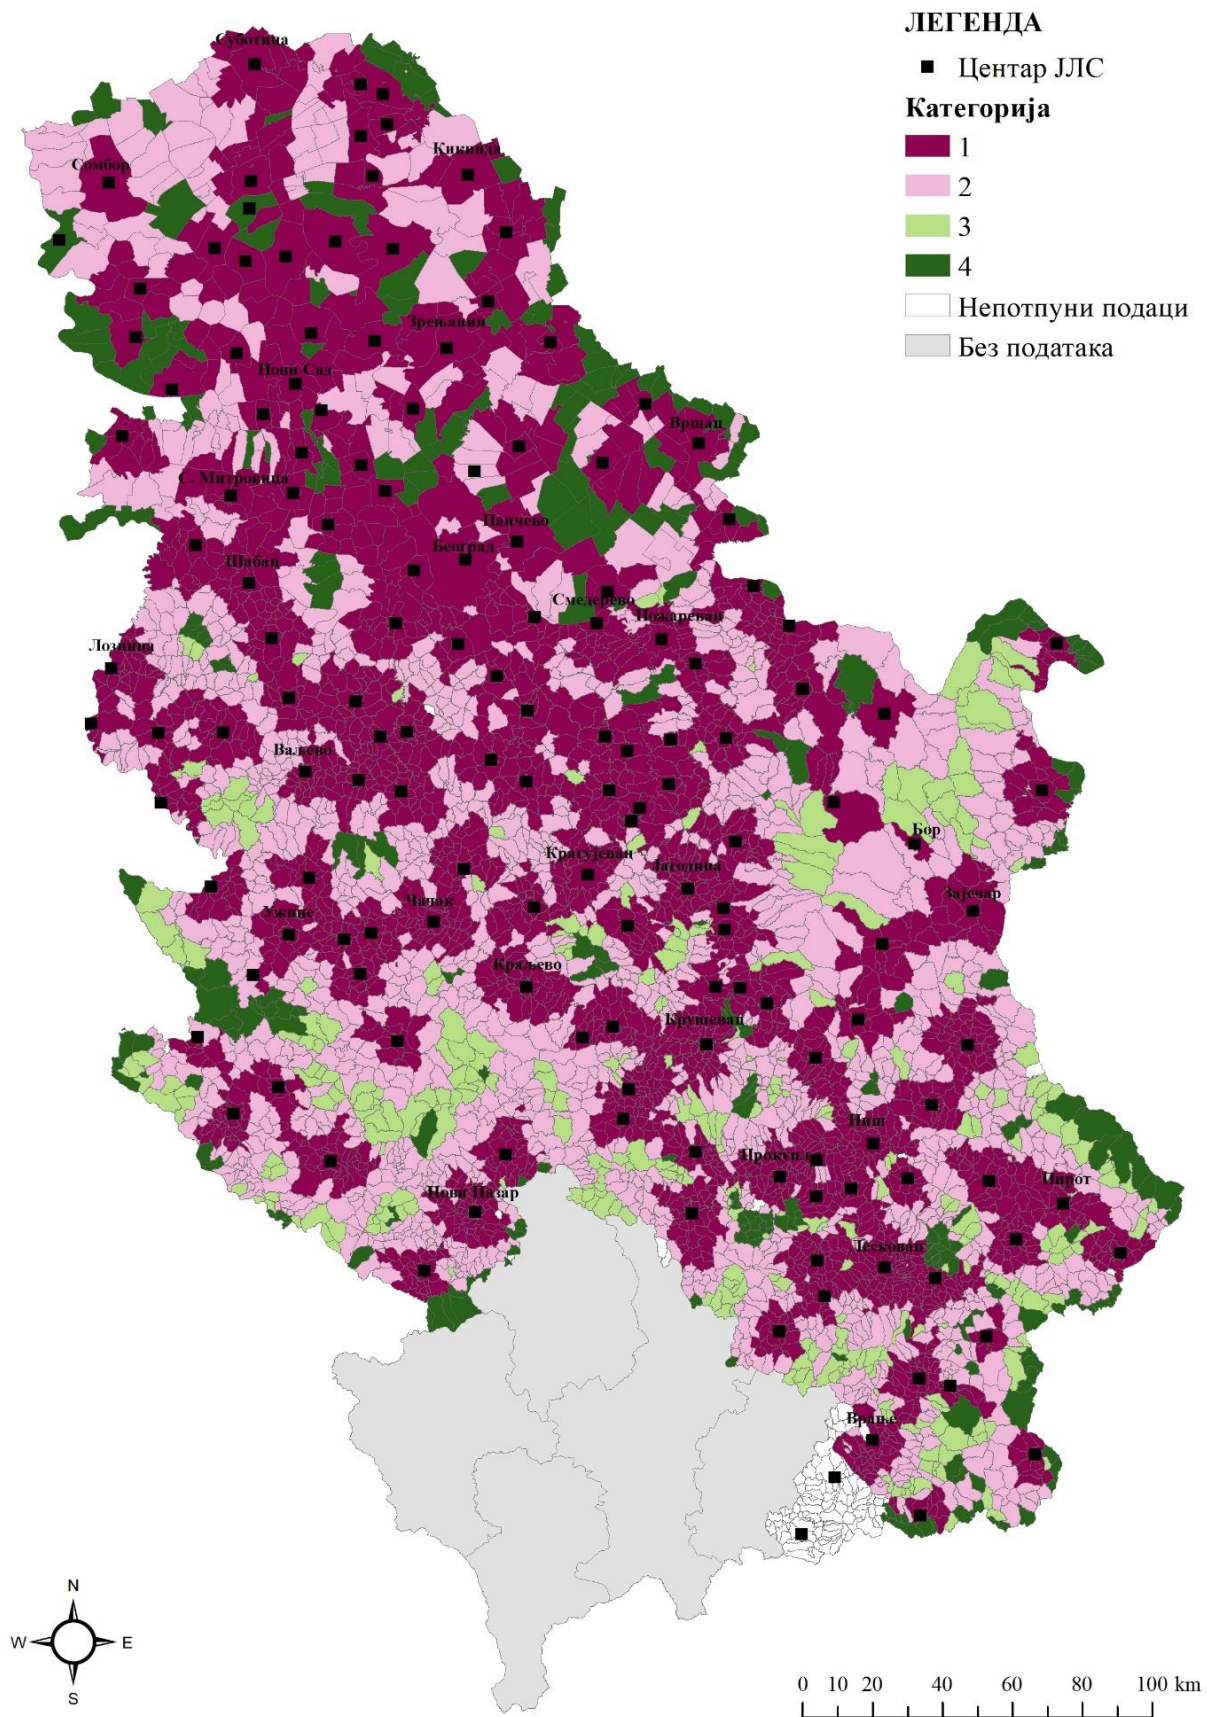 ЛЕГЕНДА
Центар ЈЛС
Категорија
1
2
3
4
Непотпуни подаци
Без података
Суботица
Сомбор
Кикинда
Зрењанин
Нови Сад
Вршац
С. Митровица
Панчево
Београд
Шабац
Смедерево
Пожаревац
Лозница
Ваљево
Бор
Крагујевац
Јагодина
Зајечар
Ужице
Чачак
Краљево
Крушевац
Ниш
Прокупље
Пирот
Нови Пазар
Лесковац
Врање
N
W E
S
0 10 20 40 60 80 100 km